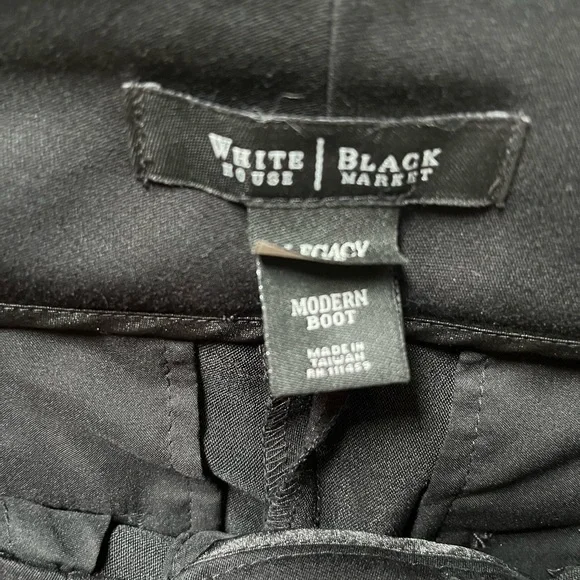 WHITE | BLACK
HOUSE | MARKET
LEGACY
MODERN
BOOT
MADE IN
TAIWAN
RN 111459